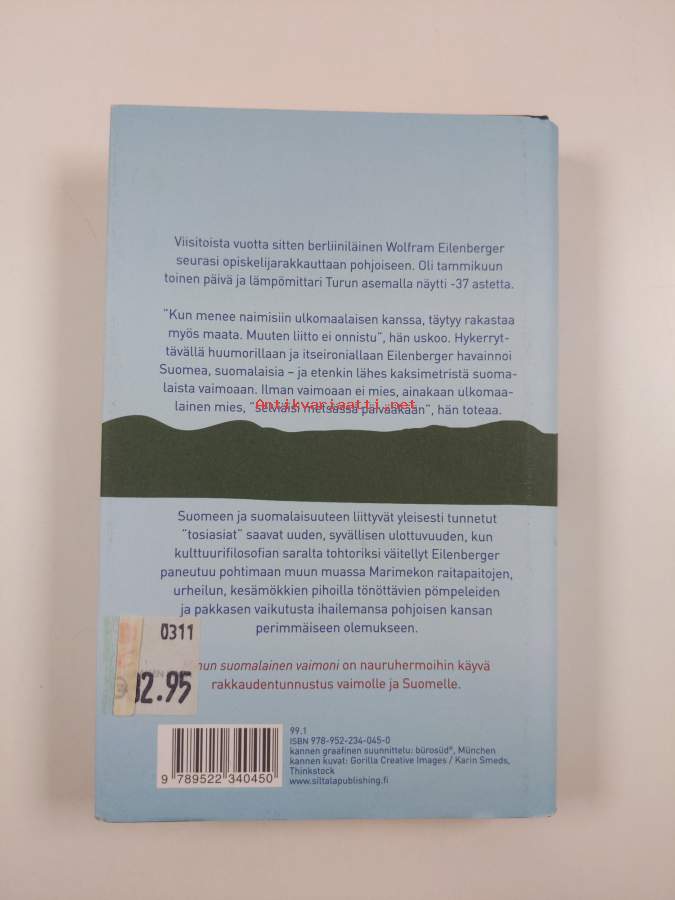 Viisitoista vuotta sitten berliiniläinen Wolfram Eilenberger
seurasi opiskelijarakkauttaan pohjoiseen. Oli tammikuun
toinen päivä ja lämpömittari Turun asemalla näytti -37 astetta.
"Kun menee naimisiin ulkomaalaisen kanssa, täytyy rakastaa
myös maata. Muuten liitto ei onnistu", hän uskoo. Hykerryt-
tävällä huumorillaan ja itseironiallaan Eilenberger havainnoi
Suomea, suomalaisia – ja etenkin lähes kaksimetristä suoma-
laista vaimoaan. Ilman vaimoaan ei mies, ainakaan ulkomaa-
lainen mies, "selviäisi metsässä päivääkään", hän toteaa.
Antikvariaatti.net
Suomeen ja suomalaisuuteen liittyvät yleisesti tunnetut
"tosiasiat" saavat uuden, syvällisen ulottuvuuden, kun
kulttuurifilosofian saralta tohtoriksi väitellyt Eilenberger
paneutuu pohtimaan muun muassa Marimekon raitapaitojen,
urheilun, kesämökkien pihoilla tönöttävien pömpeleiden
ja pakkasen vaikutusta ihailemansa pohjoisen kansan
perimmäiseen olemukseen.
0311
32.95
nun suomalainen vaimoni on nauruhermoihin käyvä
rakkaudentunnustus vaimolle ja Suomelle.
99.1
ISBN 978-952-234-045-0
kannen graafinen suunnittelu: bürosüd°, München
kannen kuvat: Gorilla Creative Images / Karin Smeds,
Thinkstock
www.siltalapublishing.fi
9 789522 340450